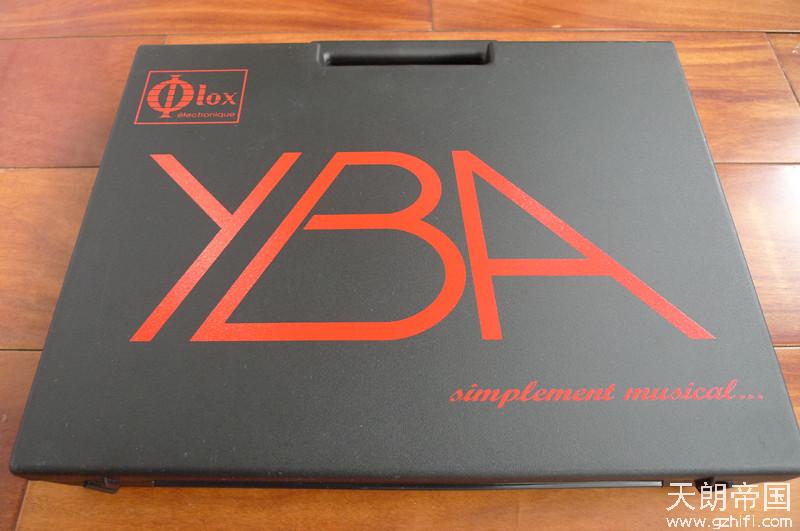 Φlox
électronique
YBA
simplement musical...
天朗帝国
www.gzhifi.com